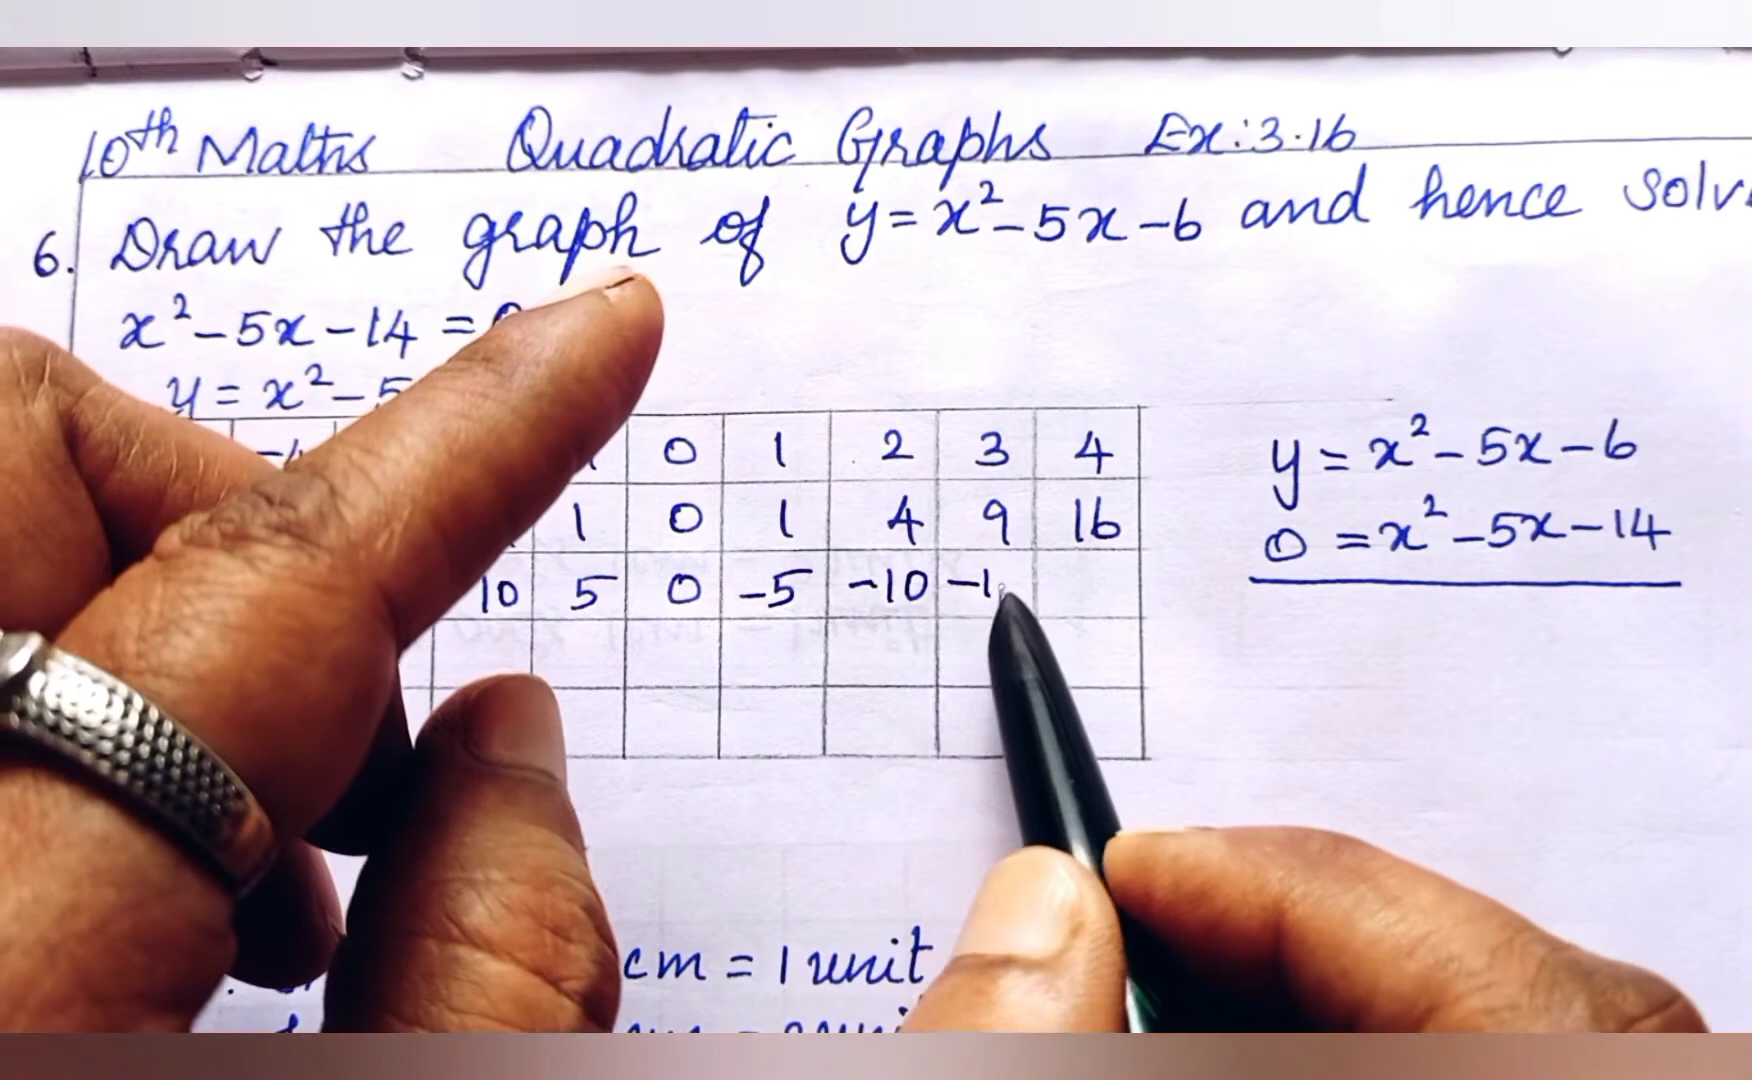 10th Maths Quadratic Graphs Ex:3.16
6. Draw the graph of y = x² - 5x - 6 and hence solv
x² - 5x - 14 =
y = x² - 5
0 1 2 3 4
1 0 1 4 9 16
10 5 0 -5 -10 -1
y = x² - 5x - 6
0 = x² - 5x - 14
cm = 1 unit